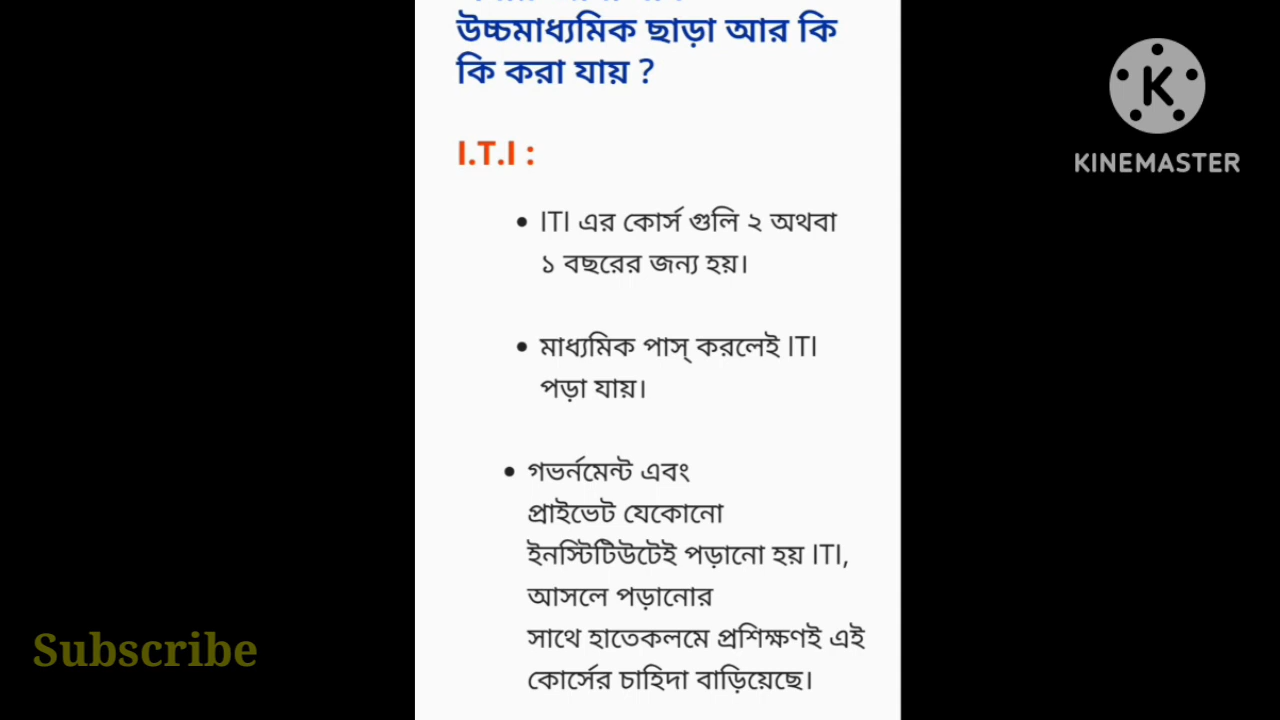 উচ্চমাধ্যমিক ছাড়া আর কি
কি করা যায় ?
I.T.I :
• ITI এর কোর্স গুলি ২ অথবা
১ বছরের জন্য হয়।
• মাধ্যমিক পাস্ করলেই ITI
পড়া যায়।
• গভর্নমেন্ট এবং
প্রাইভেট যেকোনো
ইনস্টিটিউটেই পড়ানো হয় ITI,
আসলে পড়ানোর
সাথে হাতেকলমে প্রশিক্ষণই এই
কোর্সের চাহিদা বাড়িয়েছে।
K
KINEMASTER
Subscribe